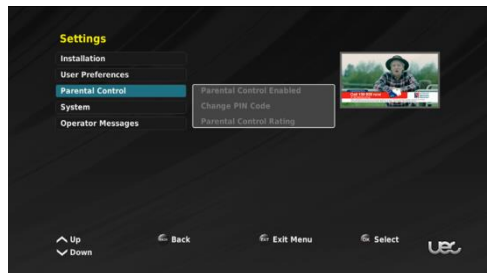 Settings
Installation
User Preferences
Parental Control
System
Operator Messages
Parental Control Enabled
Change PIN Code
Parental Control Rating
Up
Down
Back
Exit Menu
Select
UEC